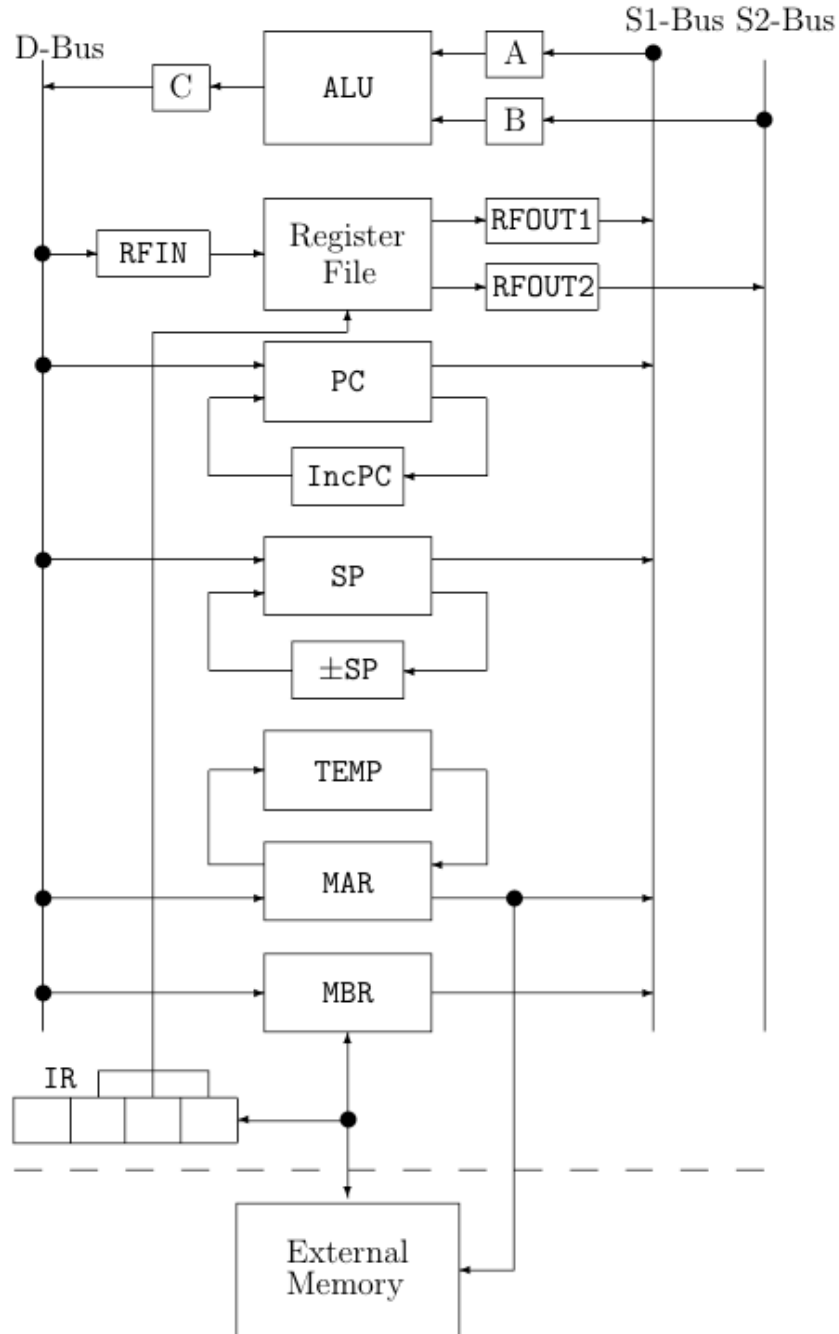 S1-Bus S2-Bus
D-Bus
A
C
ALU
B
RFOUT1
Register
File
RFIN
RFOUT2
PC
IncPC
SP
±SP
TEMP
MAR
MBR
IR
External
Memory